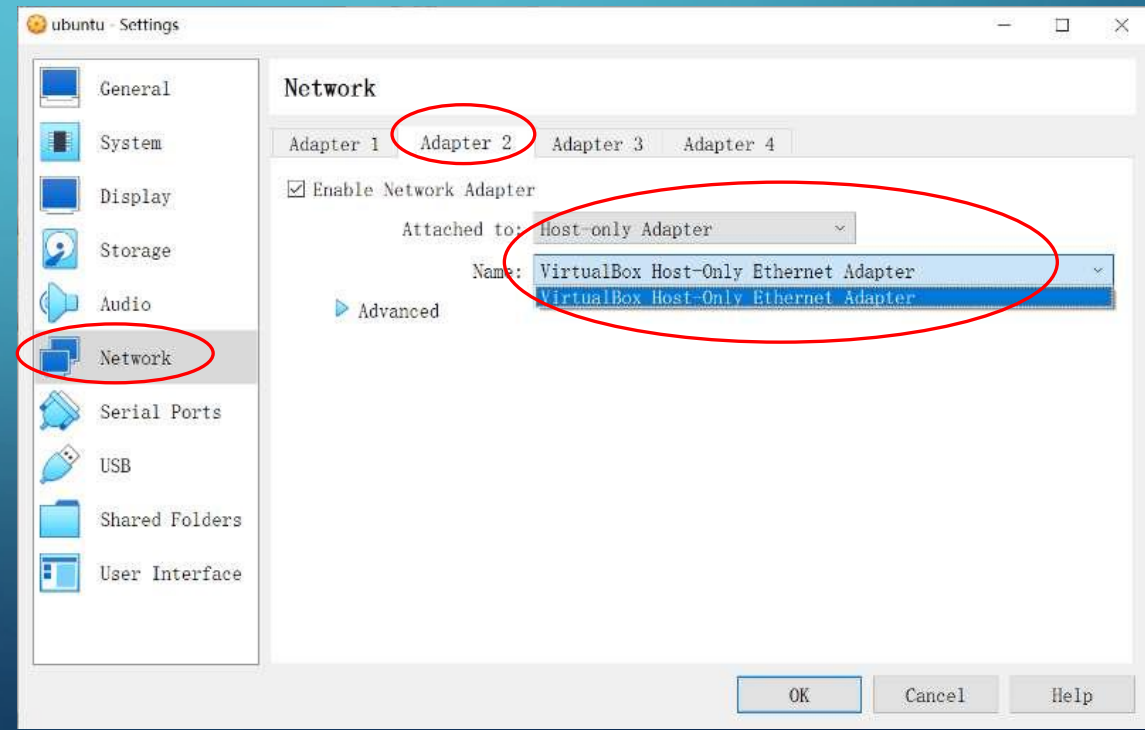 ubuntu - Settings
General
System
Display
Storage
Audio
Network
Serial Ports
USB
Shared Folders
User Interface
Network
Adapter 1 Adapter 2 Adapter 3 Adapter 4
Enable Network Adapter
Attached to: Host-only Adapter
Name: VirtualBox Host-Only Ethernet Adapter
VirtualBox Host-Only Ethernet Adapter
Advanced
OK Cancel Help